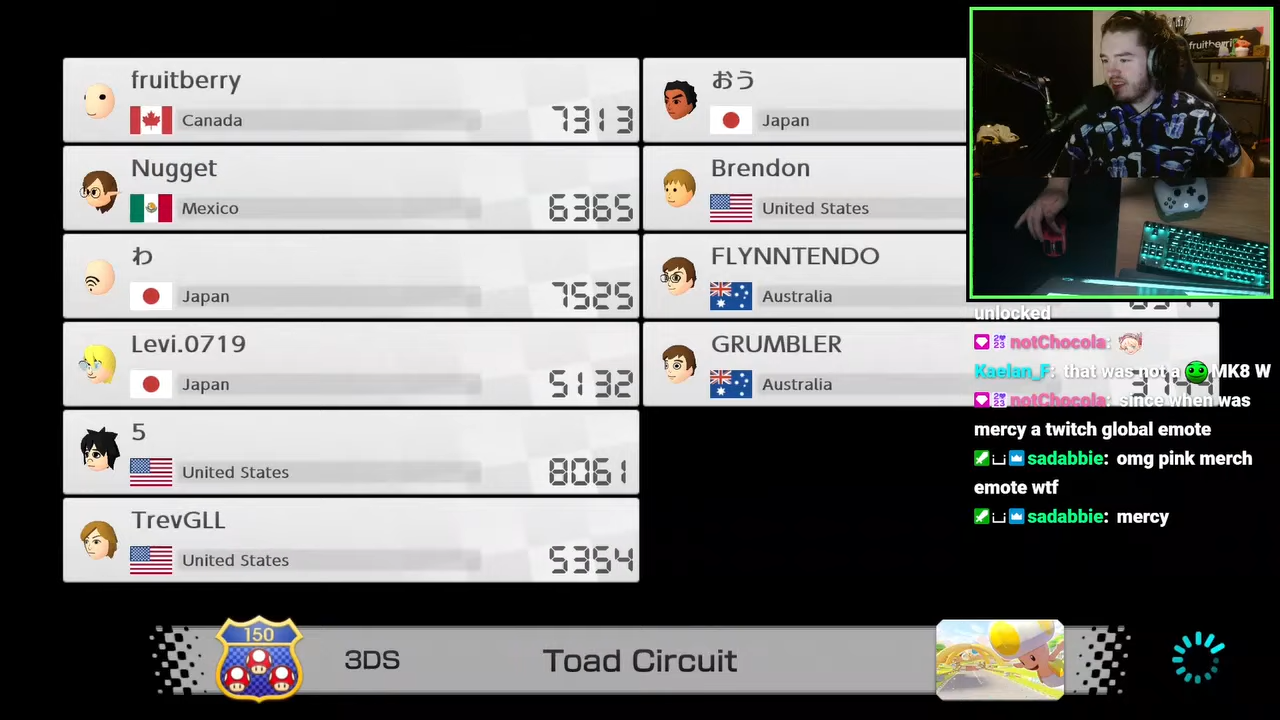 fruitberry
Canada
7313
Nugget
Mexico
6365
わ
Japan
7525
Levi.0719
Japan
5132
5
United States
8061
TrevGLL
United States
5354
おう
Japan
Brendon
United States
FLYNNTENDO
Australia
GRUMBLER
Australia
3144
unlocked
notChocola:
Kaelan_F: that was not a MK8 W
notChocola: since when was
mercy a twitch global emote
sadabbie: omg pink merch
emote wtf
sadabbie: mercy
150
3DS
Toad Circuit